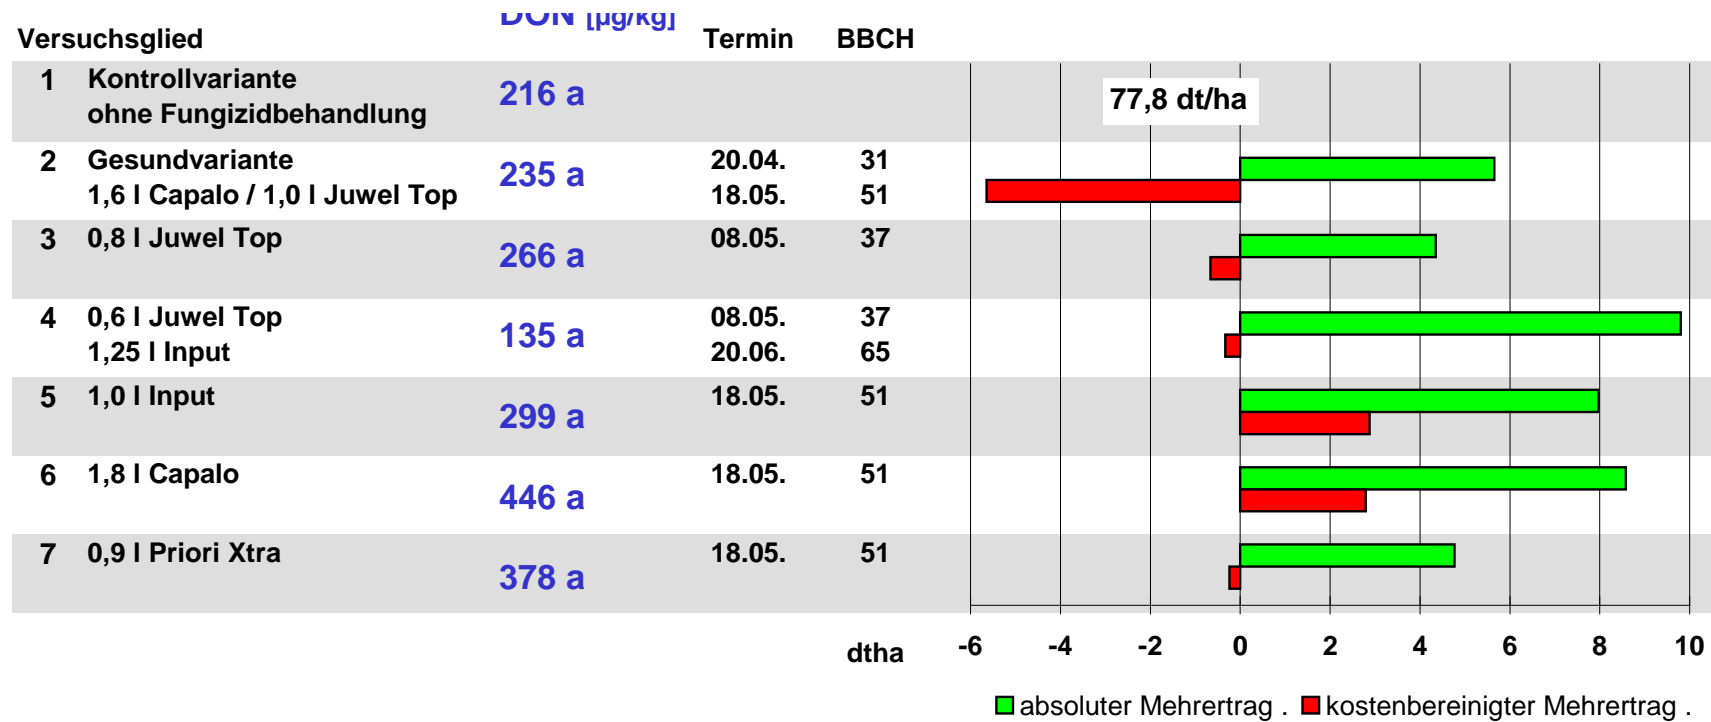 DON [µg/kg]
Versuchsglied Termin BBCH
1 Kontrollvariante
ohne Fungizidbehandlung
216 a
77,8 dt/ha
2 Gesundvariante 20.04. 31
235 a
1,6 l Capalo / 1,0 l Juwel Top 18.05. 51
3 0,8 l Juwel Top 08.05. 37
266 a
4 0,6 l Juwel Top 08.05. 37
135 a
1,25 l Input 20.06. 65
5 1,0 l Input 18.05. 51
299 a
6 1,8 l Capalo 18.05. 51
446 a
7 0,9 l Priori Xtra 18.05. 51
378 a
dtha -6 -4 -2 0 2 4 6 8 10
absoluter Mehrertrag . kostenbereinigter Mehrertrag .